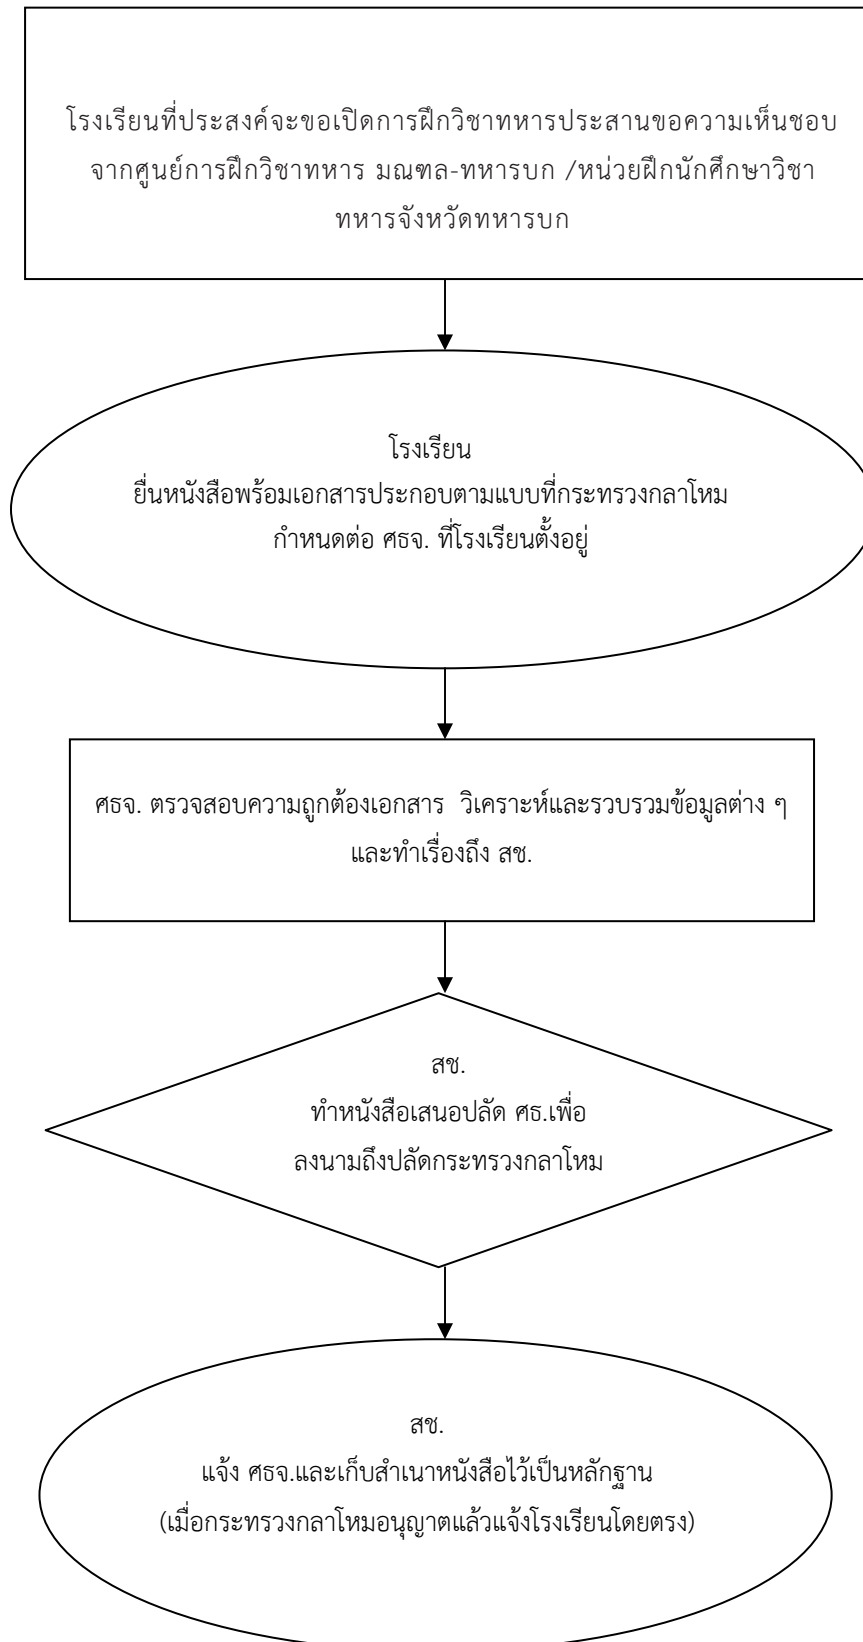 โรงเรียนที่ประสงค์จะขอเปิดการฝึกวิชาทหารประสานขอความเห็นชอบ
จากศูนย์การฝึกวิชาทหาร มณฑล-ทหารบก /หน่วยฝึกนักศึกษาวิชา
ทหารจังหวัดทหารบก
โรงเรียน
ยื่นหนังสือพร้อมเอกสารประกอบตามแบบที่กระทรวงกลาโหม
กำหนดต่อ ศธจ. ที่โรงเรียนตั้งอยู่
ศธจ. ตรวจสอบความถูกต้องเอกสาร วิเคราะห์และรวบรวมข้อมูลต่าง ๆ
และทำเรื่องถึง สช.
สช.
ทำหนังสือเสนอปลัด ศธ.เพื่อ
ลงนามถึงปลัดกระทรวงกลาโหม
สช.
แจ้ง ศธจ.และเก็บสำเนาหนังสือไว้เป็นหลักฐาน
(เมื่อกระทรวงกลาโหมอนุญาตแล้วแจ้งโรงเรียนโดยตรง)